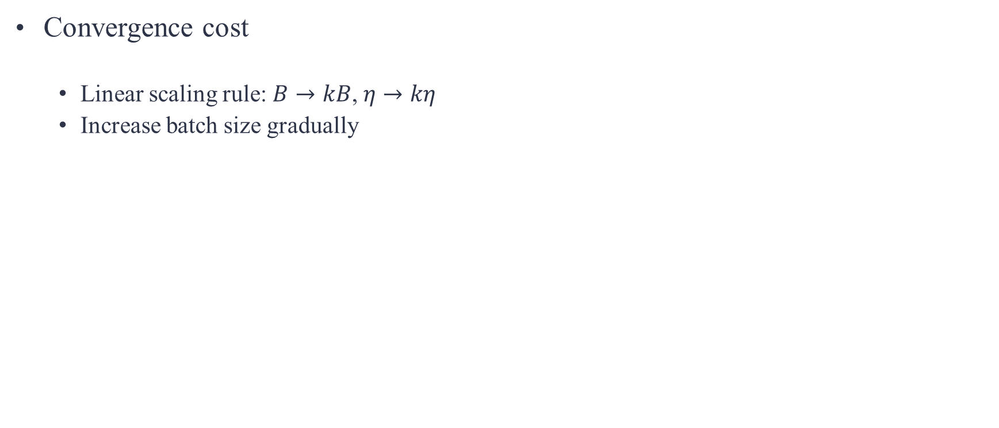 • Convergence cost
• Linear scaling rule: B → kB, η → kη
• Increase batch size gradually